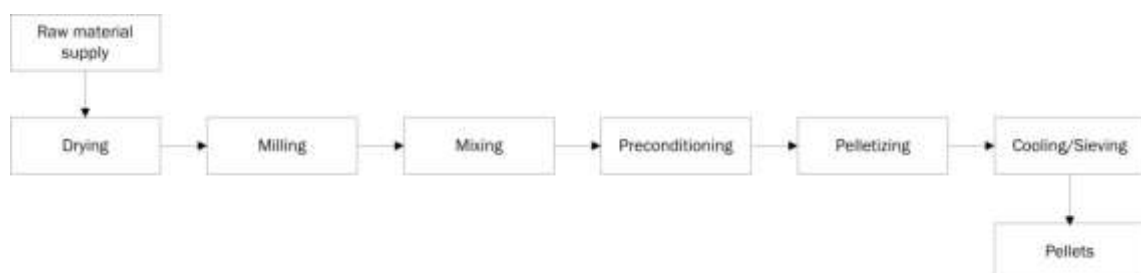 Raw material
supply
Drying
Milling
Mixing
Preconditioning
Pelletizing
Cooling/Sieving
Pellets